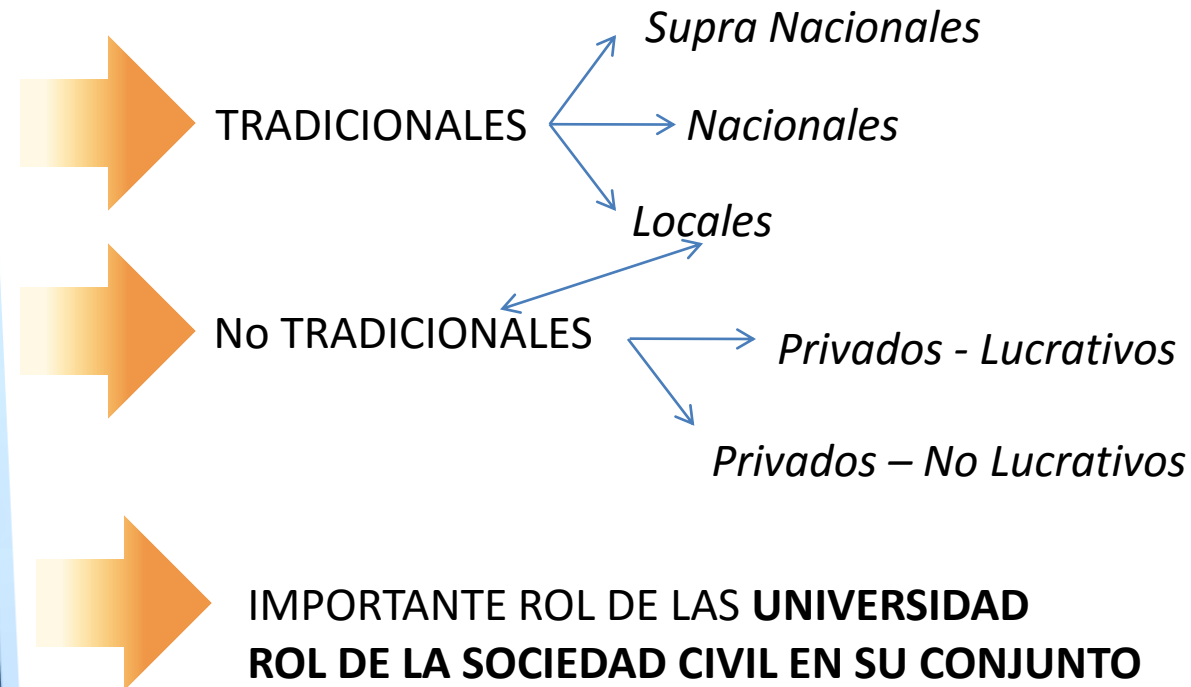 Supra Nacionales
TRADICIONALES
Nacionales
Locales
No TRADICIONALES
Privados - Lucrativos
Privados – No Lucrativos
IMPORTANTE ROL DE LAS UNIVERSIDAD
ROL DE LA SOCIEDAD CIVIL EN SU CONJUNTO